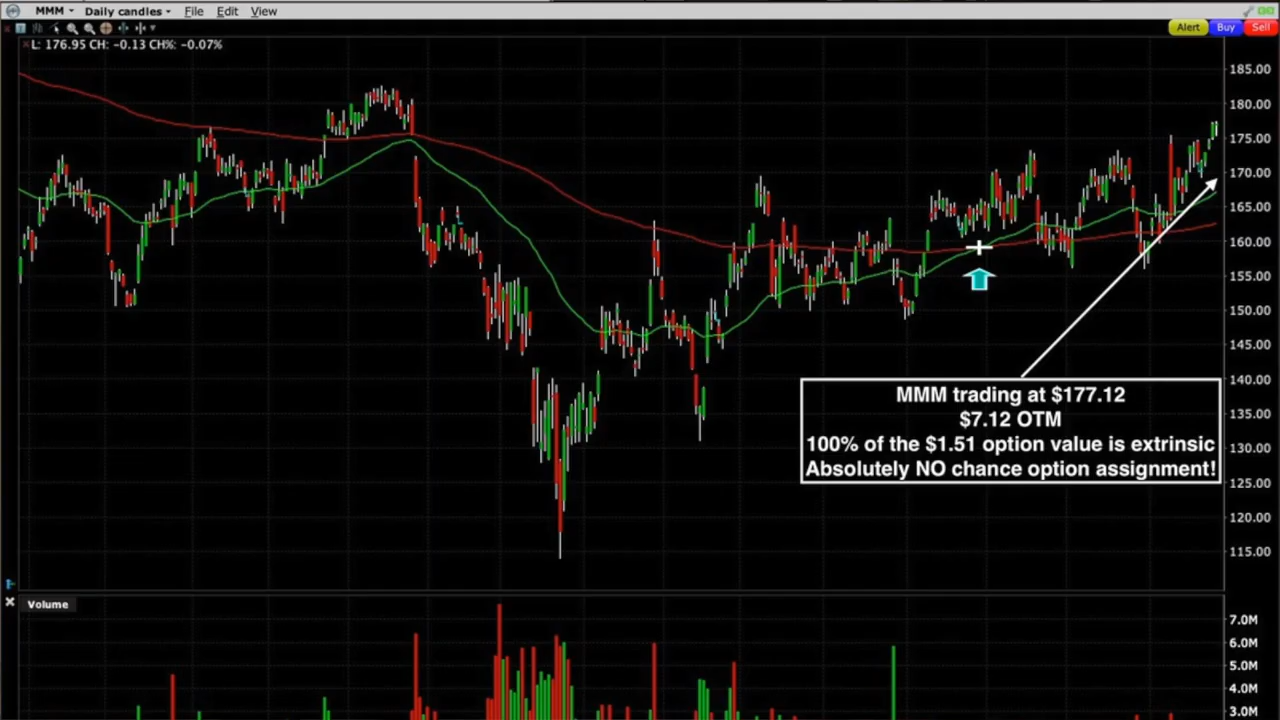 MMM Daily candles File Edit View
Alert Buy Sell
L: 176.95 CH: -0.13 CH%: -0.07%
185.00
180.00
175.00
170.00
165.00
160.00
155.00
150.00
145.00
140.00
135.00
130.00
125.00
120.00
115.00
MMM trading at $177.12
$7.12 OTM
100% of the $1.51 option value is extrinsic
Absolutely NO chance option assignment!
Volume
7.0M
6.0M
5.0M
4.0M
3.0M